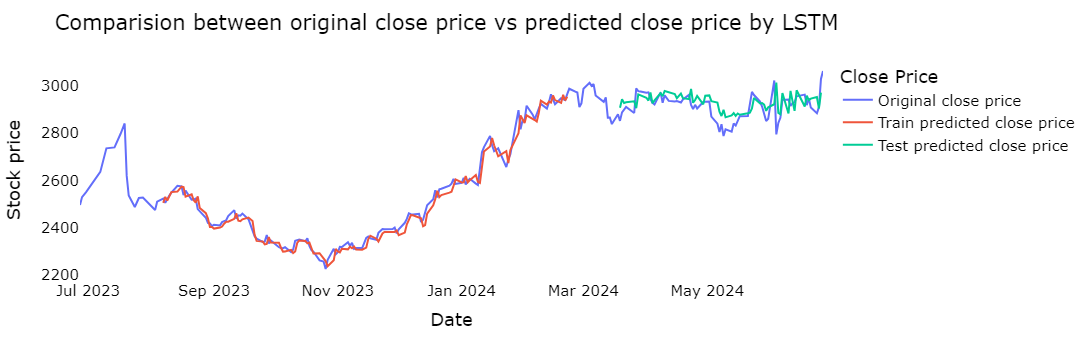 Comparision between original close price vs predicted close price by LSTM
Close Price
Original close price
Train predicted close price
Test predicted close price
Stock price
3000
2800
2600
2400
2200
Jul 2023
Sep 2023
Nov 2023
Jan 2024
Mar 2024
May 2024
Date